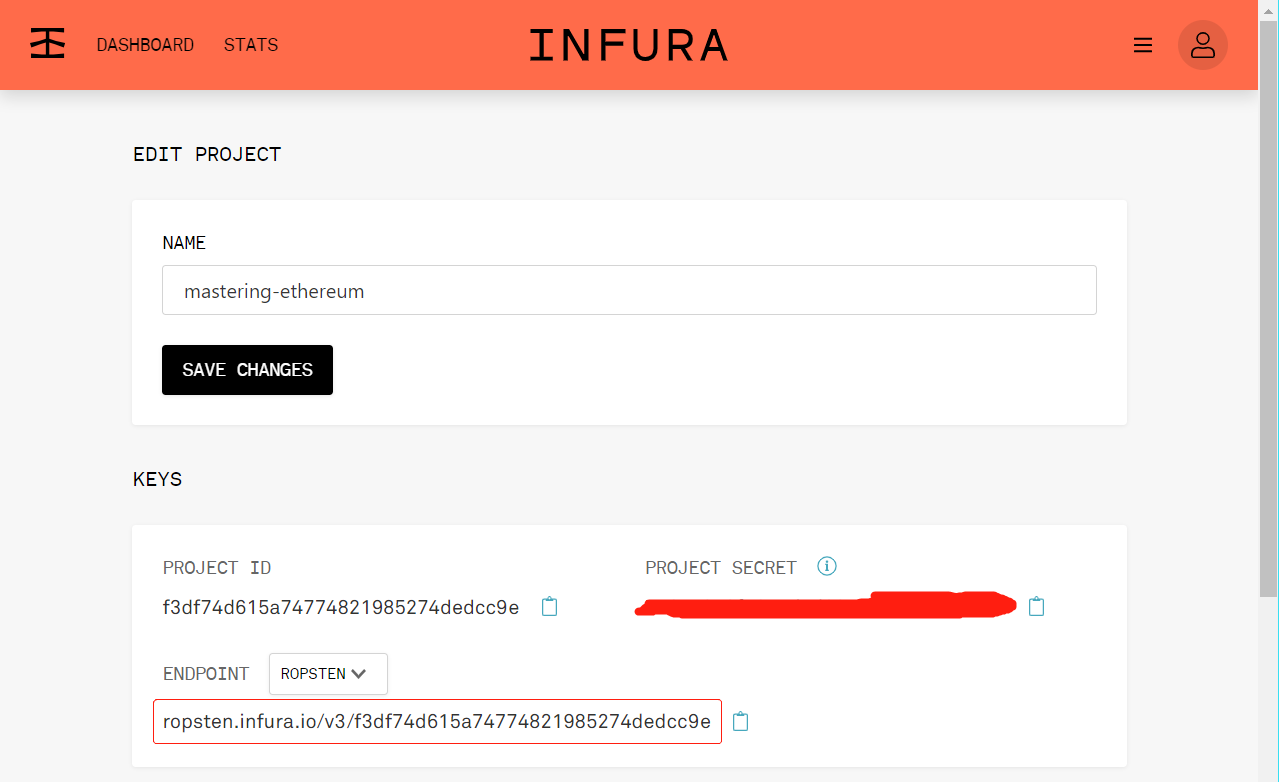 DASHBOARD STATS INFURA
EDIT PROJECT
NAME
mastering-ethereum
SAVE CHANGES
KEYS
PROJECT ID PROJECT SECRET
f3df74d615a74774821985274dedcc9e
ENDPOINT ROPSTEN
ropsten.infura.io/v3/f3df74d615a74774821985274dedcc9e